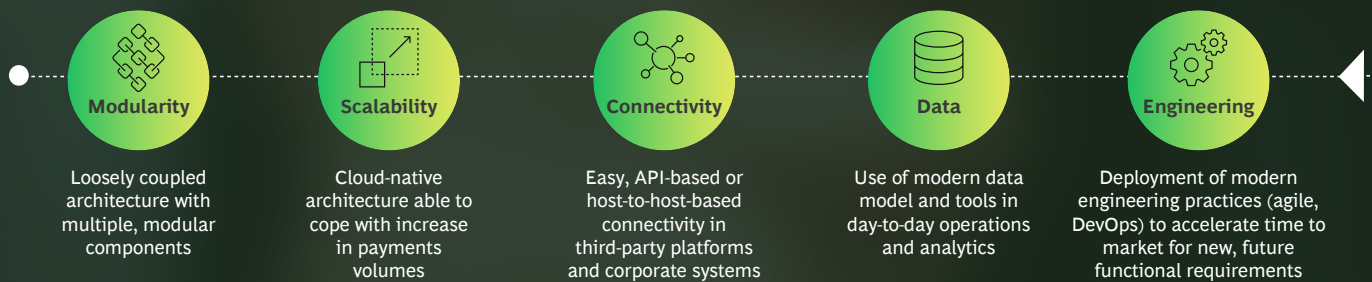 Modularity
Loosely coupled
architecture with
multiple, modular
components
Scalability
Cloud-native
architecture able to
cope with increase
in payments
volumes
Connectivity
Easy, API-based or
host-to-host-based
connectivity in
third-party platforms
and corporate systems
Data
Use of modern data
model and tools in
day-to-day operations
and analytics
Engineering
Deployment of modern
engineering practices (agile,
DevOps) to accelerate time to
market for new, future
functional requirements